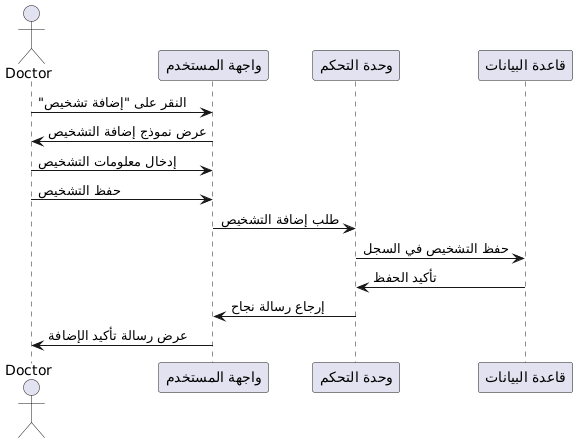 Doctor
واجهة المستخدم
وحدة التحكم
قاعدة البيانات
النقر على "إضافة تشخيص"
عرض نموذج إضافة التشخيص
إدخال معلومات التشخيص
حفظ التشخيص
طلب إضافة التشخيص
حفظ التشخيص في السجل
تأكيد الحفظ
إرجاع رسالة نجاح
عرض رسالة تأكيد الإضافة
Doctor
واجهة المستخدم
وحدة التحكم
قاعدة البيانات